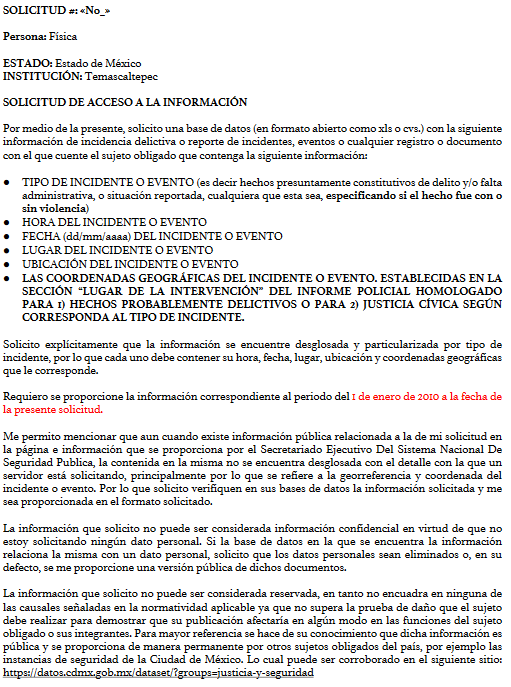 SOLICITUD #: «No_»
Persona: Física
ESTADO: Estado de México
INSTITUCIÓN: Temascaltepec
SOLICITUD DE ACCESO A LA INFORMACIÓN
Por medio de la presente, solicito una base de datos (en formato abierto como xls o cvs.) con la siguiente
información de incidencia delictiva o reporte de incidentes, eventos o cualquier registro o documento
con el que cuente el sujeto obligado que contenga la siguiente información:
● TIPO DE INCIDENTE O EVENTO (es decir hechos presuntamente constitutivos de delito y/o falta
administrativa, o situación reportada, cualquiera que esta sea, especificando si el hecho fue con o
sin violencia)
● HORA DEL INCIDENTE O EVENTO
● FECHA (dd/mm/aaaa) DEL INCIDENTE O EVENTO
● LUGAR DEL INCIDENTE O EVENTO
● UBICACIÓN DEL INCIDENTE O EVENTO
● LAS COORDENADAS GEOGRÁFICAS DEL INCIDENTE O EVENTO. ESTABLECIDAS EN LA
SECCIÓN “LUGAR DE LA INTERVENCIÓN” DEL INFORME POLICIAL HOMOLOGADO
PARA 1) HECHOS PROBABLEMENTE DELICTIVOS O PARA 2) JUSTICIA CÍVICA SEGÚN
CORRESPONDA AL TIPO DE INCIDENTE.
Solicito explícitamente que la información se encuentre desglosada y particularizada por tipo de
incidente, por lo que cada uno debe contener su hora, fecha, lugar, ubicación y coordenadas geográficas
que le corresponde.
Requiero se proporcione la información correspondiente al periodo del 1 de enero de 2010 a la fecha de
la presente solicitud.
Me permito mencionar que aun cuando existe información pública relacionada a la de mi solicitud en
la página e información que se proporciona por el Secretariado Ejecutivo Del Sistema Nacional De
Seguridad Publica, la contenida en la misma no se encuentra desglosada con el detalle con la que un
servidor está solicitando, principalmente por lo que se refiere a la georreferencia y coordenada del
incidente o evento. Por lo que solicito verifiquen en sus bases de datos la información solicitada y me
sea proporcionada en el formato solicitado.
La información que solicito no puede ser considerada información confidencial en virtud de que no
estoy solicitando ningún dato personal. Si la base de datos en la que se encuentra la información
relaciona la misma con un dato personal, solicito que los datos personales sean eliminados o, en su
defecto, se me proporcione una versión pública de dichos documentos.
La información que solicito no puede ser considerada reservada, en tanto no encuadra en ninguna de
las causales señaladas en la normatividad aplicable ya que no supera la prueba de daño que el sujeto
debe realizar para demostrar que su publicación afectaría en algún modo en las funciones del sujeto
obligado o sus integrantes. Para mayor referencia se hace de su conocimiento que dicha información es
pública y se proporciona de manera permanente por otros sujetos obligados del país, por ejemplo las
instancias de seguridad de la Ciudad de México. Lo cual puede ser corroborado en el siguiente sitio:
https://datos.cdmx.gob.mx/dataset/?groups=justicia-y-seguridad